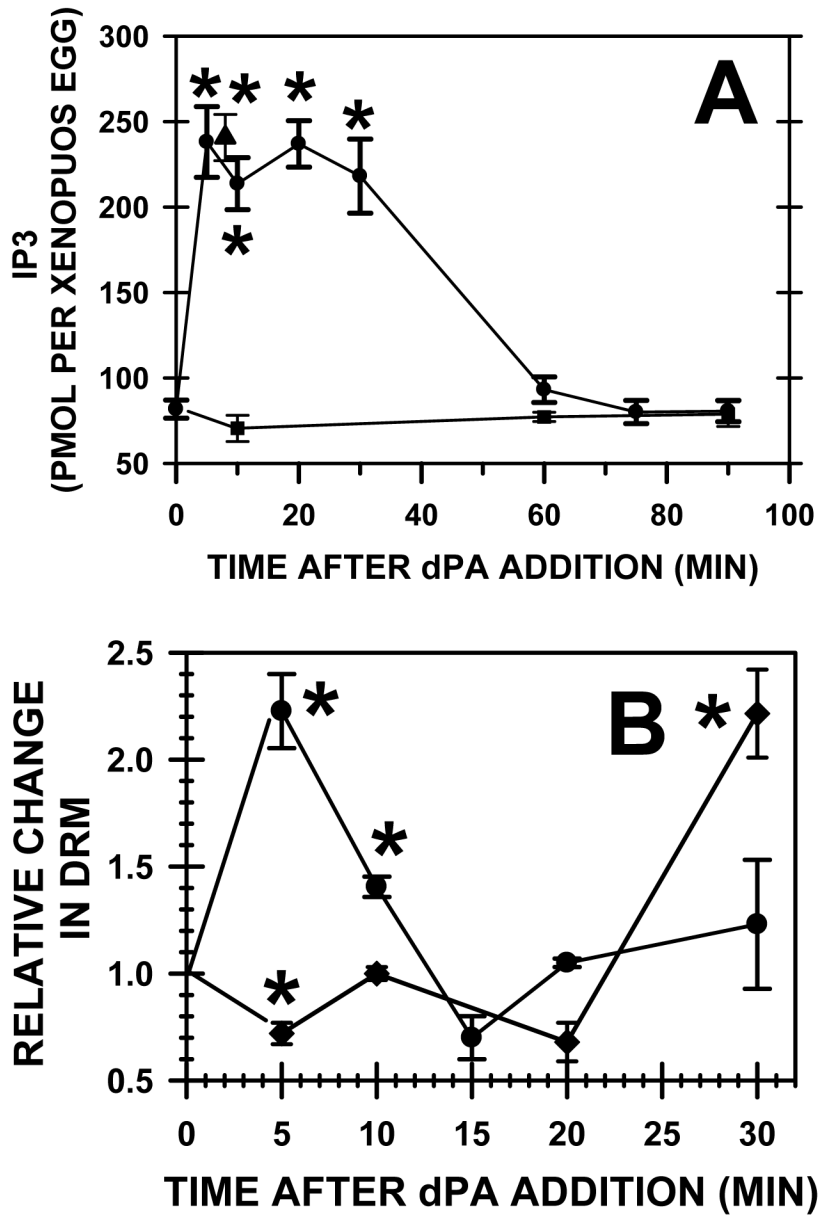 A
IP3
(PMOL PER XENOPUOS EGG)
300
250
200
150
100
50
0 20 40 60 80 100
TIME AFTER dPA ADDITION (MIN)
B
RELATIVE CHANGE
IN DRM
2.5
2.0
1.5
1.0
0.5
0 5 10 15 20 25 30
TIME AFTER dPA ADDITION (MIN)